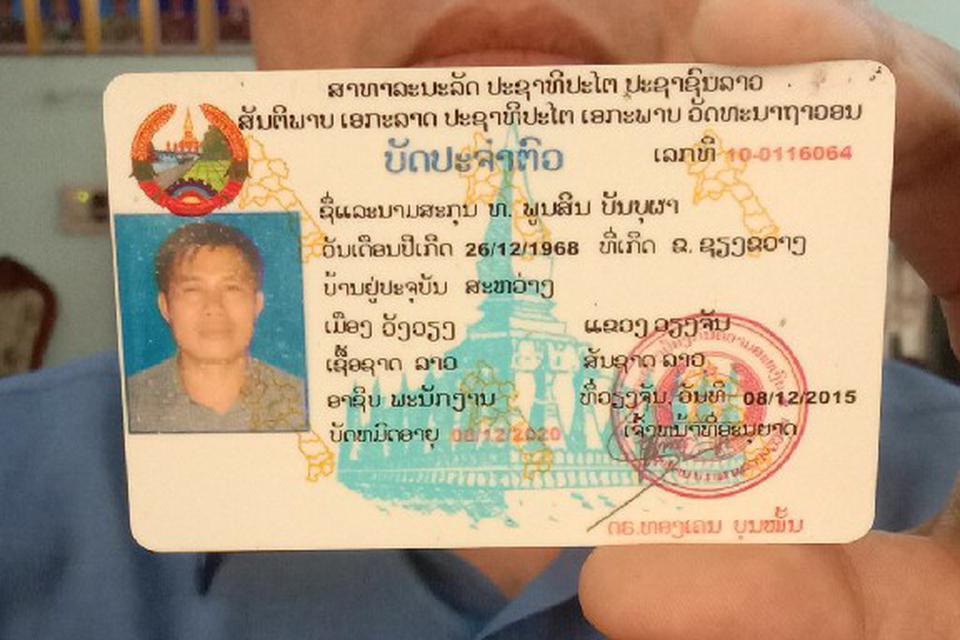 ສາທາລະນະລັດ ປະຊາທິປະໄຕ ປະຊາຊົນລາວ
ສັນຕິພາບ ເອກະລາດ ປະຊາທິປະໄຕ ເອກະພາບ ວັດທະນາຖາວອນ
ບັດປະຈຳຕົວ
ເລກທີ 10-0116064
ຊື່ແລະນາມສະກຸນ ທ. ພູນສິນ ບັນບຸຜາ
ວັນເດືອນປີເກີດ 26/12/1968 ທີ່ເກີດ ຂ. ຊຽງຂວາງ
ບ້ານຢູ່ປະຈຸບັນ ສະຫວ່າງ
ເມືອງ ວັງວຽງ ແຂວງ ວຽງຈັນ
ເຊື້ອຊາດ ລາວ ສັນຊາດ ລາວ
ອາຊີບ ພະນັກງານ ທີ່ວຽງຈັນ, ວັນທີ 08/12/2015
ບັດຫມົດອາຍຸ 08/12/2020 ເຈົ້າຫນ້າທີ່ອະນຸຍາດ
ດຣ.ທອງເລນ ບຸນໝັ້ນ